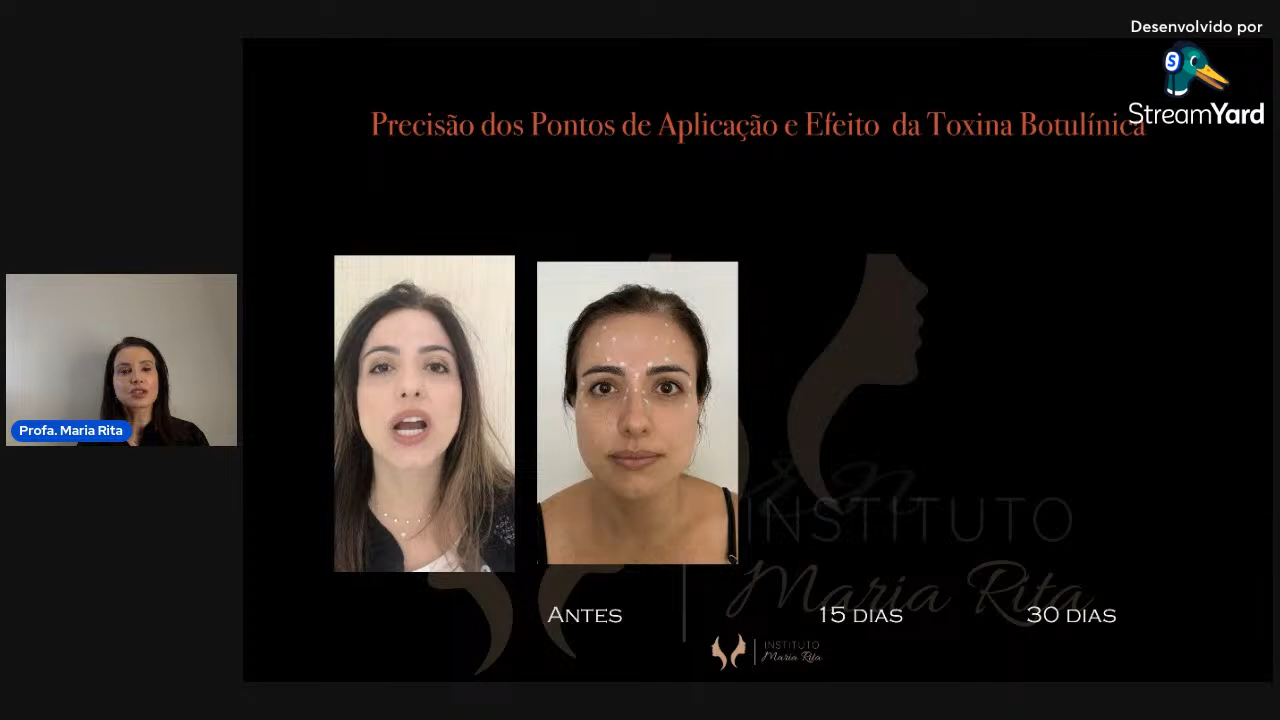 Desenvolvido por
StreamYard
Precisão dos Pontos de Aplicação e Efeito da Toxina Botulínica
Profa. Maria Rita
INSTITUTO
Maria Rita
ANTES
15 DIAS
30 DIAS
INSTITUTO
Maria Rita